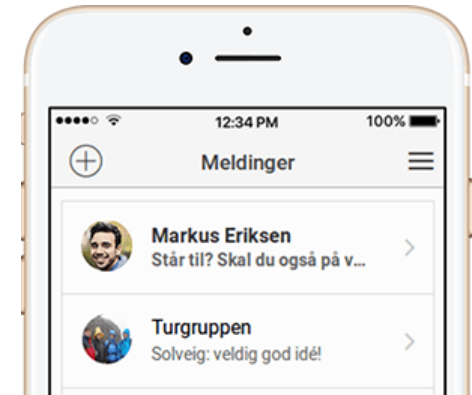 12:34 PM
100%
Meldinger
Markus Eriksen
Står til? Skal du også på v...
Turgruppen
Solveig: veldig god idé!